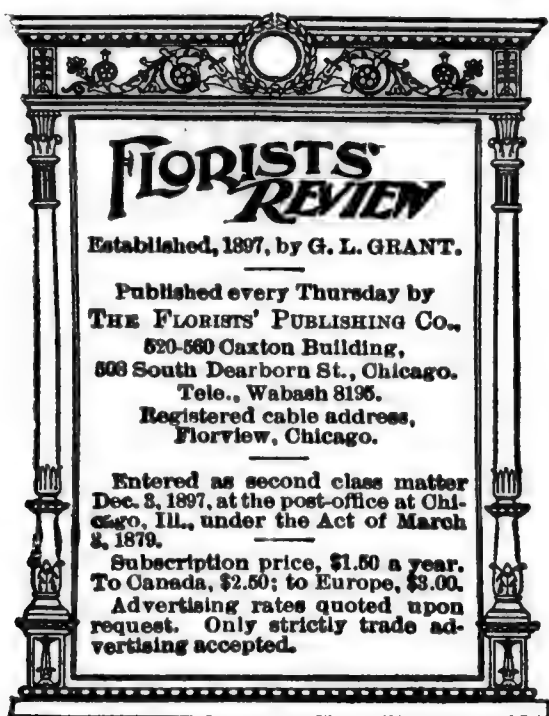 FLORISTS'
REVIEW
Established, 1897, by G. L. GRANT.
Published every Thursday by
THE FLORISTS' PUBLISHING CO.,
520-560 Caxton Building,
508 South Dearborn St., Chicago.
Tele., Wabash 8195.
Registered cable address,
Florview, Chicago.
Entered as second class matter
Dec. 3, 1897, at the post-office at Chi-
cago, Ill., under the Act of March
3, 1879.
Subscription price, $1.50 a year.
To Canada, $2.50; to Europe, $3.00.
Advertising rates quoted upon
request. Only strictly trade ad-
vertising accepted.